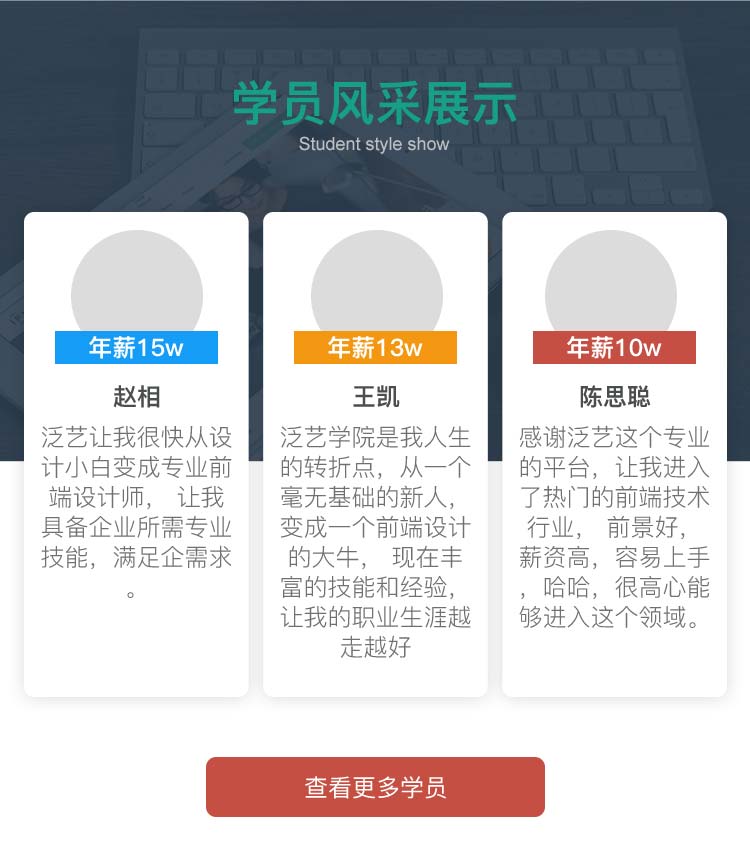 学员风采展示
Student style show
年薪15w
赵相
泛艺让我很快从设
计小白变成专业前
端设计师， 让我
具备企业所需专业
技能，满足企需求
。
年薪13w
王凯
泛艺学院是我人生
的转折点，从一个
毫无基础的新人，
变成一个前端设计
的大牛， 现在丰
富的技能和经验，
让我的职业生涯越
走越好
年薪10w
陈思聪
感谢泛艺这个专业
的平台，让我进入
了热门的前端技术
行业， 前景好，
薪资高，容易上手
，哈哈，很高心能
够进入这个领域。
查看更多学员